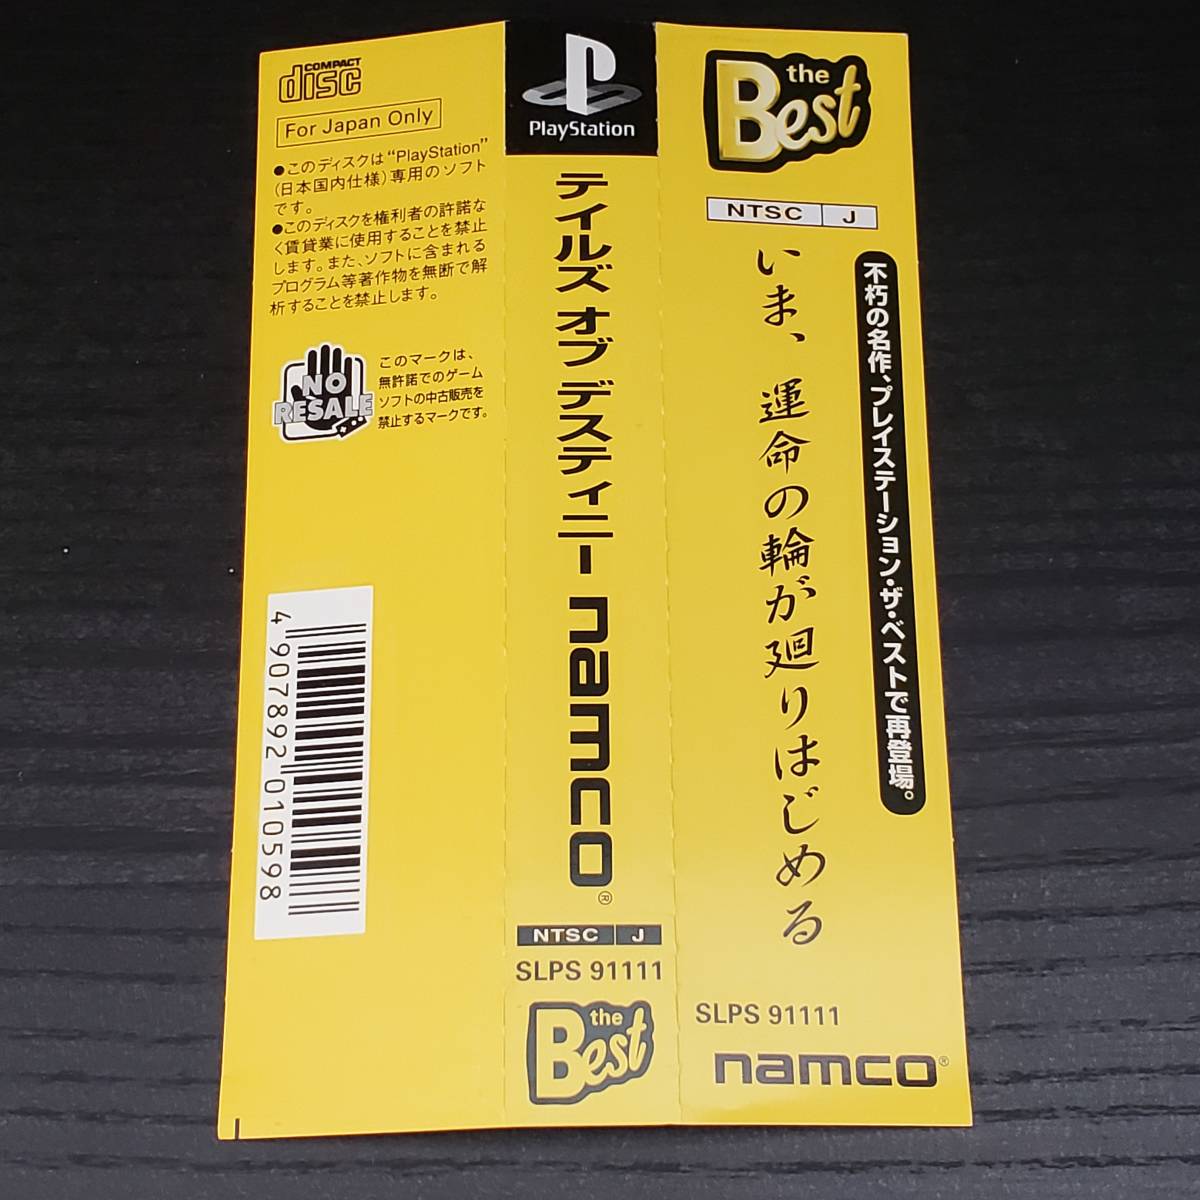 COMPACT
disc
For Japan Only
●このディスクは“PlayStation”
(日本国内仕様)専用のソフト
です。
●このディスクを権利者の許諾な
く賃貸業に使用することを禁止
します。また、ソフトに含まれる
プログラム等著作物を無断で解
析することを禁止します。
NO
RESALE
このマークは、
無許諾でのゲーム
ソフトの中古販売を
禁止するマークです。
4 907892 010598
PlayStation
テイルズ オブ デスティニー
namco®
NTSC J
SLPS 91111
the
Best
the
Best
NTSC J
不朽の名作、プレイステーション・ザ・ベストで再登場。
いま、運命の輪が廻りはじめる
SLPS 91111
namco®